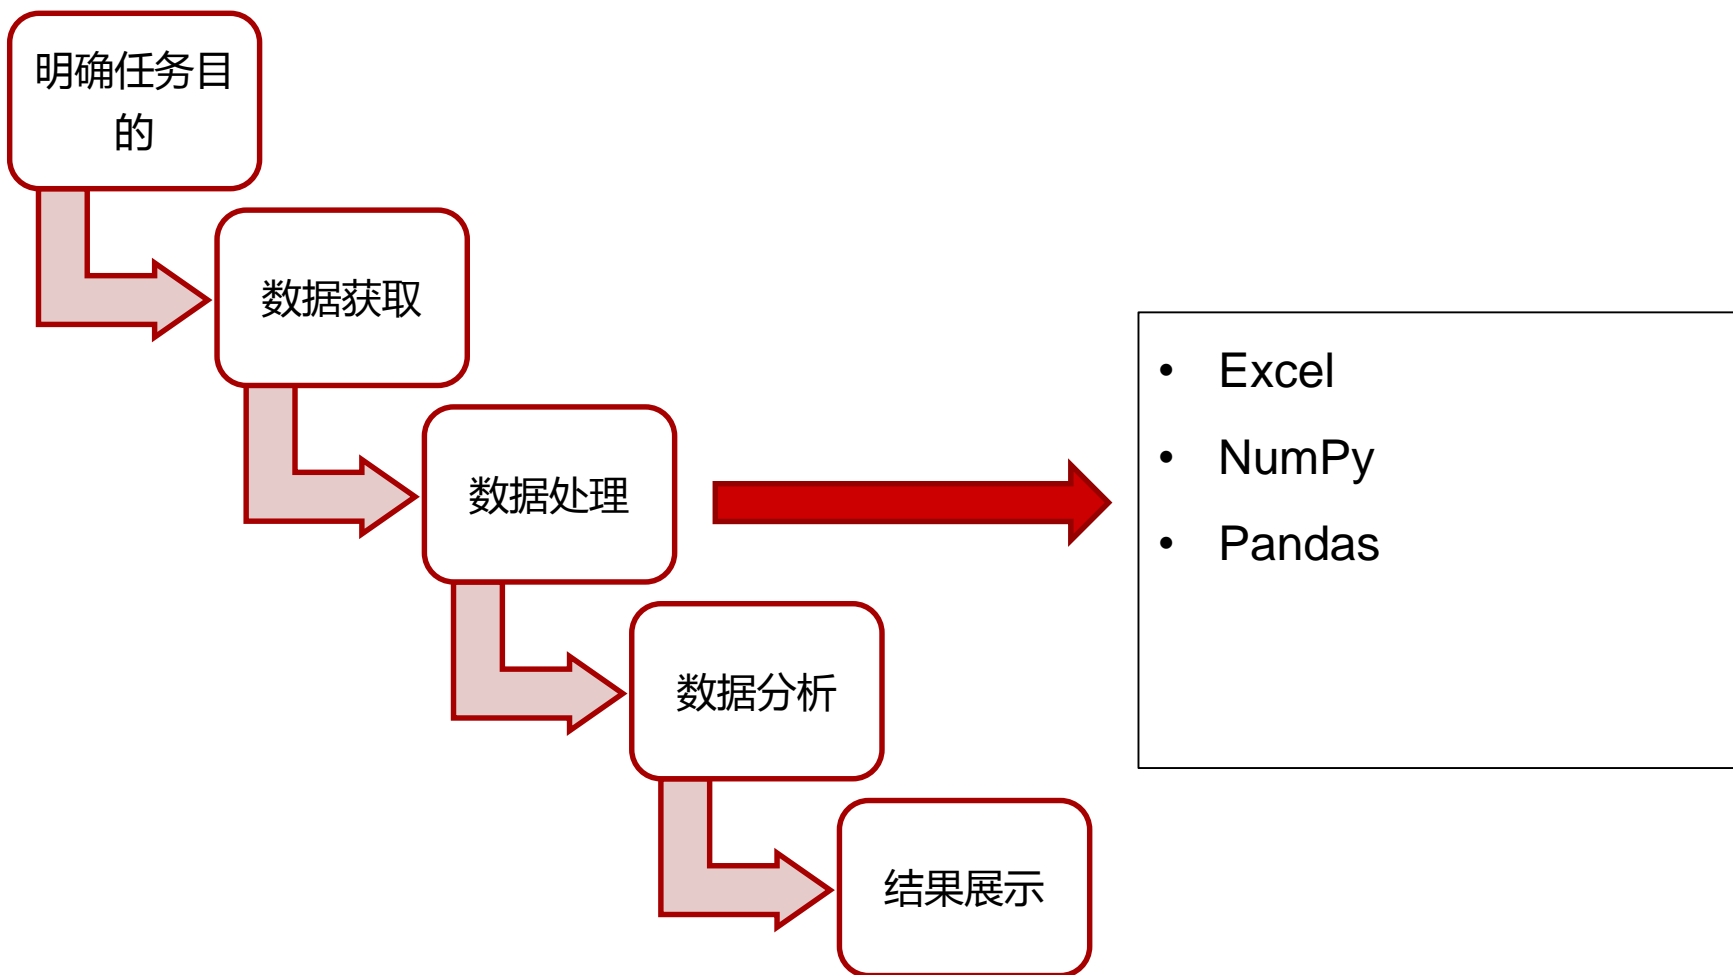 明确任务目
的
数据获取
数据处理
数据分析
结果展示
• Excel
• NumPy
• Pandas